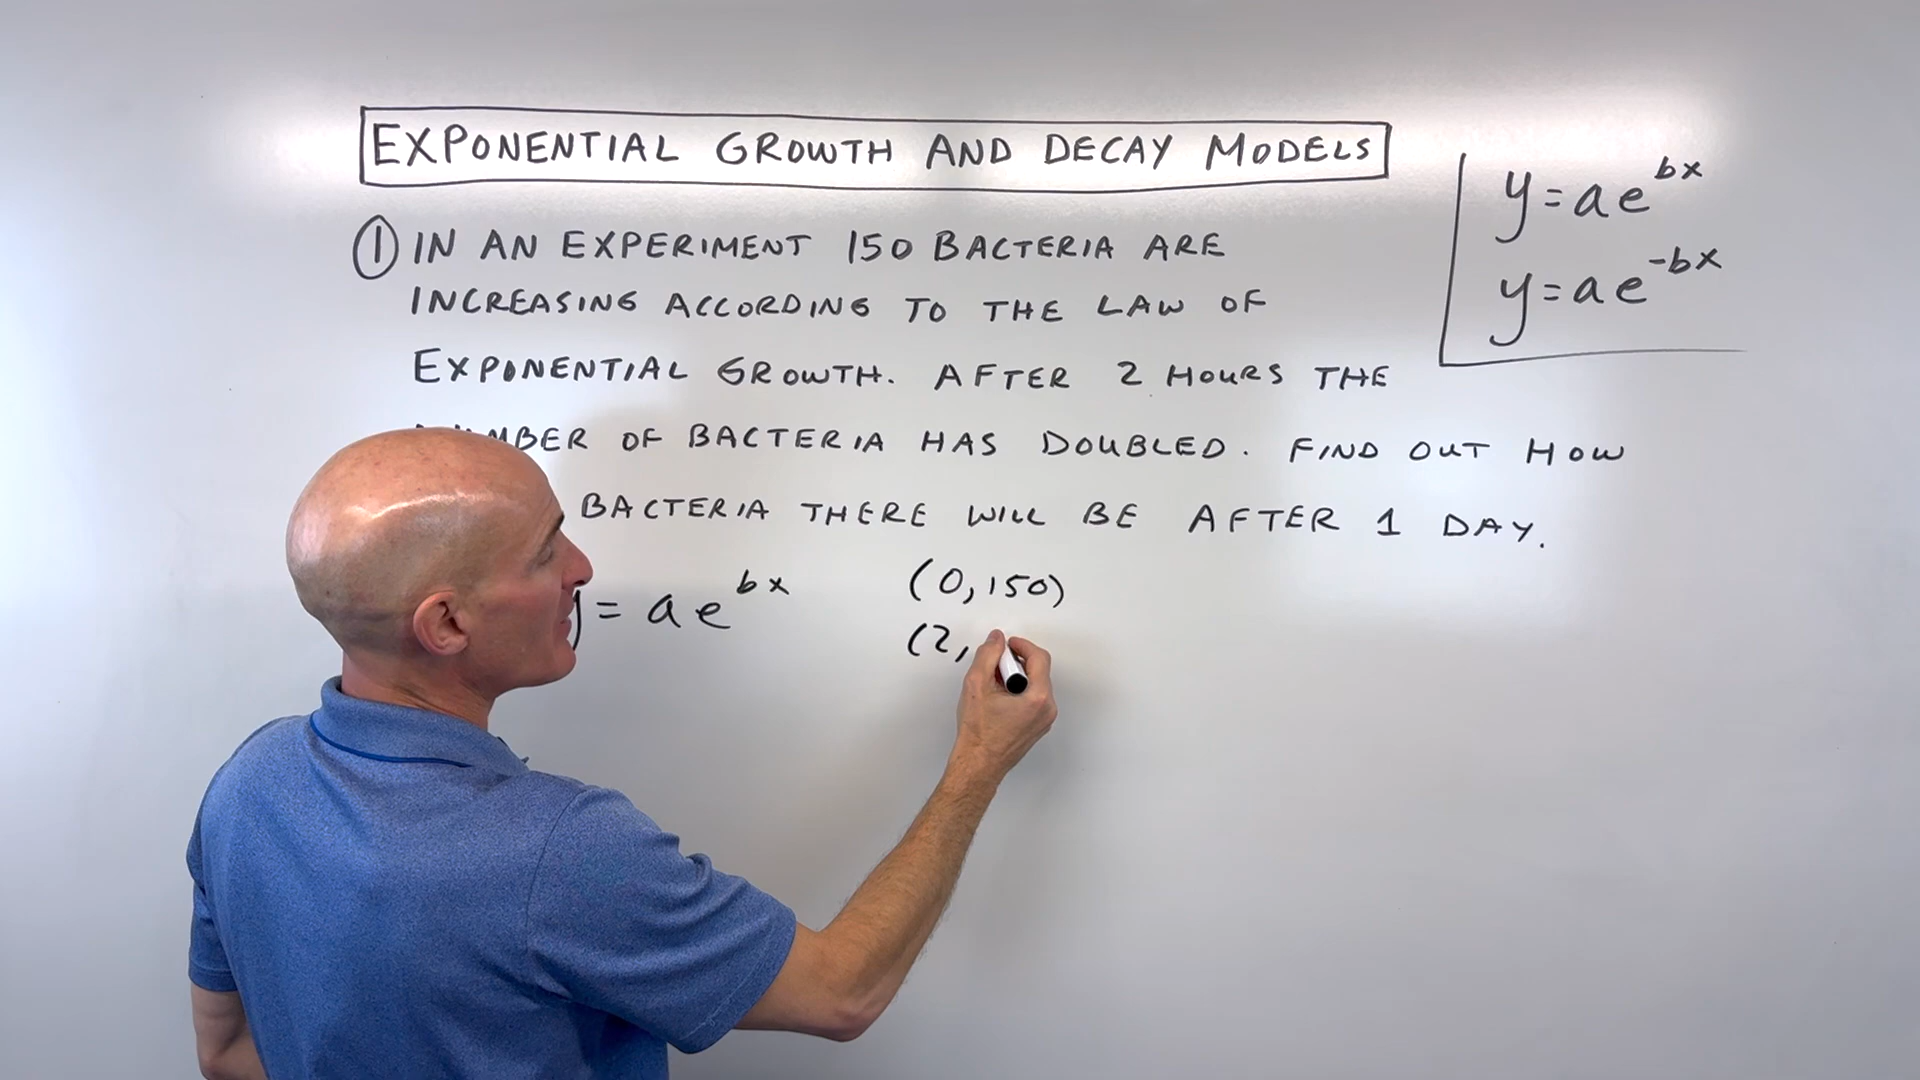 EXPONENTIAL GROWTH AND DECAY MODELS
y=ae^bx
y=ae^-bx
① IN AN EXPERIMENT 150 BACTERIA ARE
INCREASING ACCORDING TO THE LAW OF
EXPONENTIAL GROWTH. AFTER 2 HOURS THE
OF BACTERIA HAS DOUBLED. FIND OUT HOW
BACTERIA THERE WILL BE AFTER 1 DAY.
y=ae^bx (0,150)
(2,